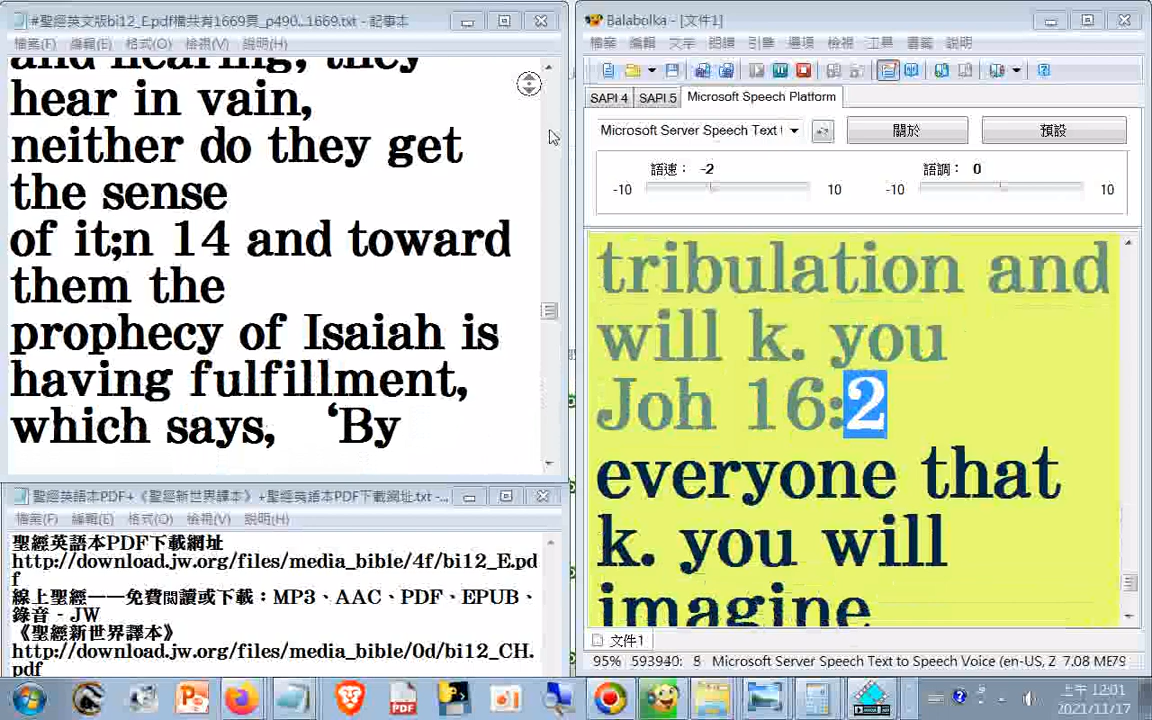 #聖經英文版bi12_E.pdf檔共有1669頁_p490...1669.txt - 記事本
檔案(F) 編輯(E) 格式(O) 檢視(V) 說明(H)
and hearing, they
hear in vain,
neither do they get
the sense
of it;n 14 and toward
them the
prophecy of Isaiah is
having fulfillment,
which says, ‘By
聖經英語本PDF+《聖經新世界譯本》+聖經英語本PDF下載網址.txt -...
檔案(F) 編輯(E) 格式(O) 檢視(V) 說明(H)
聖經英語本PDF下載網址
http://download.jw.org/files/media_bible/4f/bi12_E.pd
f
線上聖經——免費閱讀或下載：MP3、AAC、PDF、EPUB、
錄音 - JW
《聖經新世界譯本》
http://download.jw.org/files/media_bible/0d/bi12_CH.
pdf
Balabolka - [文件1]
檔案 編輯 文字 朗讀 引擎 選項 檢視 工具 書籤 說明
SAPI 4 SAPI 5 Microsoft Speech Platform
Microsoft Server Speech Text 關於 預設
語速： -2 語調： 0
-10 10 -10 10
tribulation and
will k. you
Joh 16:2
everyone that
k. you will
imagine
文件1
95% 593940: 8 Microsoft Server Speech Text to Speech Voice (en-US, Z 7.08 ME79
PDF
上午 12:01
2021/11/17